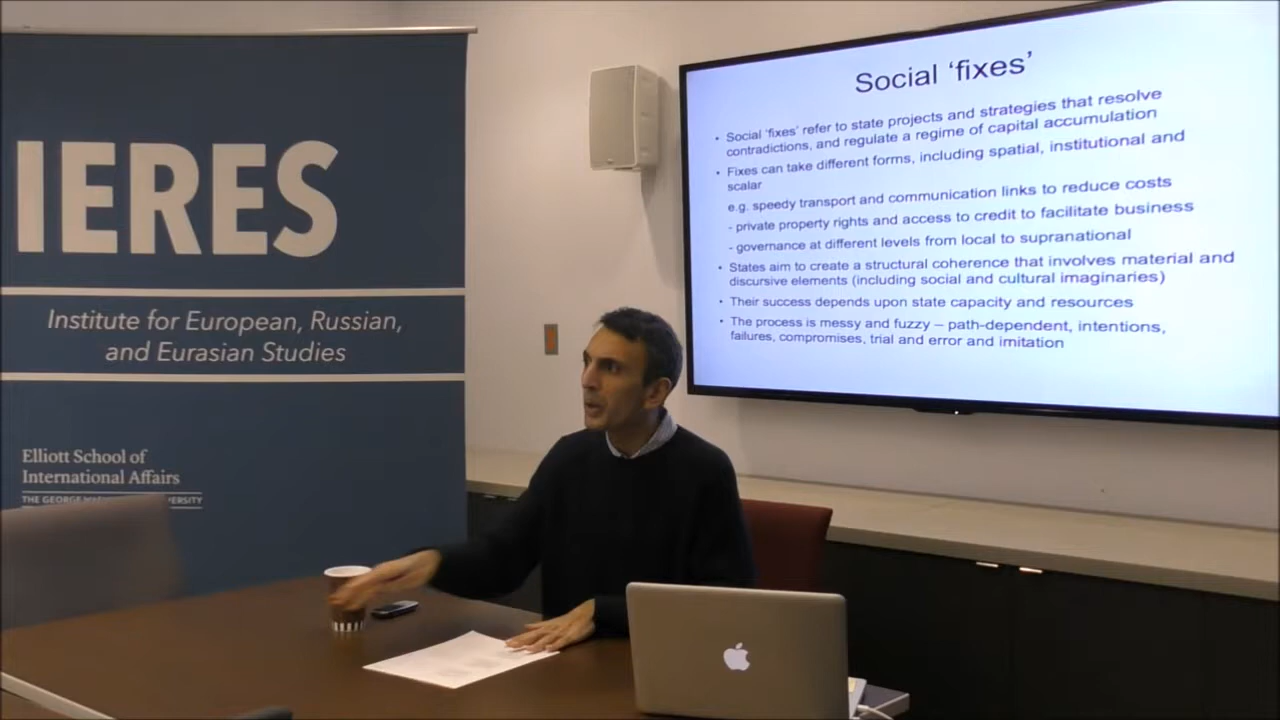 IERES
Institute for European, Russian,
and Eurasian Studies
Elliott School of
International Affairs
THE GEORGE
Social ‘fixes’
• Social ‘fixes’ refer to state projects and strategies that resolve
contradictions, and regulate a regime of capital accumulation
• Fixes can take different forms, including spatial, institutional and
scalar
e.g. speedy transport and communication links to reduce costs
- private property rights and access to credit to facilitate business
- governance at different levels from local to supranational
• States aim to create a structural coherence that involves material and
discursive elements (including social and cultural imaginaries)
• Their success depends upon state capacity and resources
• The process is messy and fuzzy – path-dependent, intentions,
failures, compromises, trial and error and imitation